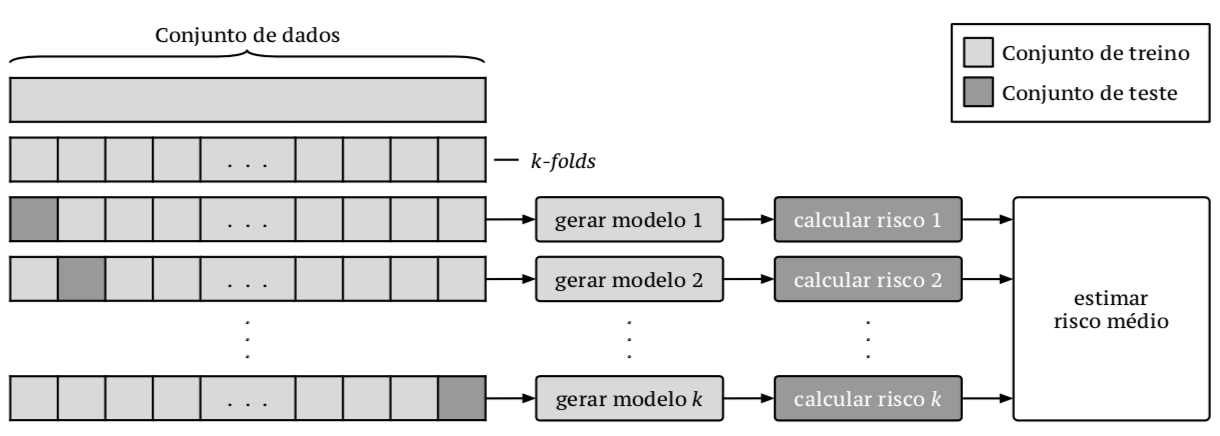 Conjunto de dados
Conjunto de treino
Conjunto de teste
. . .
k-folds
. . .
gerar modelo 1
calcular risco 1
. . .
gerar modelo 2
calcular risco 2
estimar
risco médio
. . .
gerar modelo k
calcular risco k